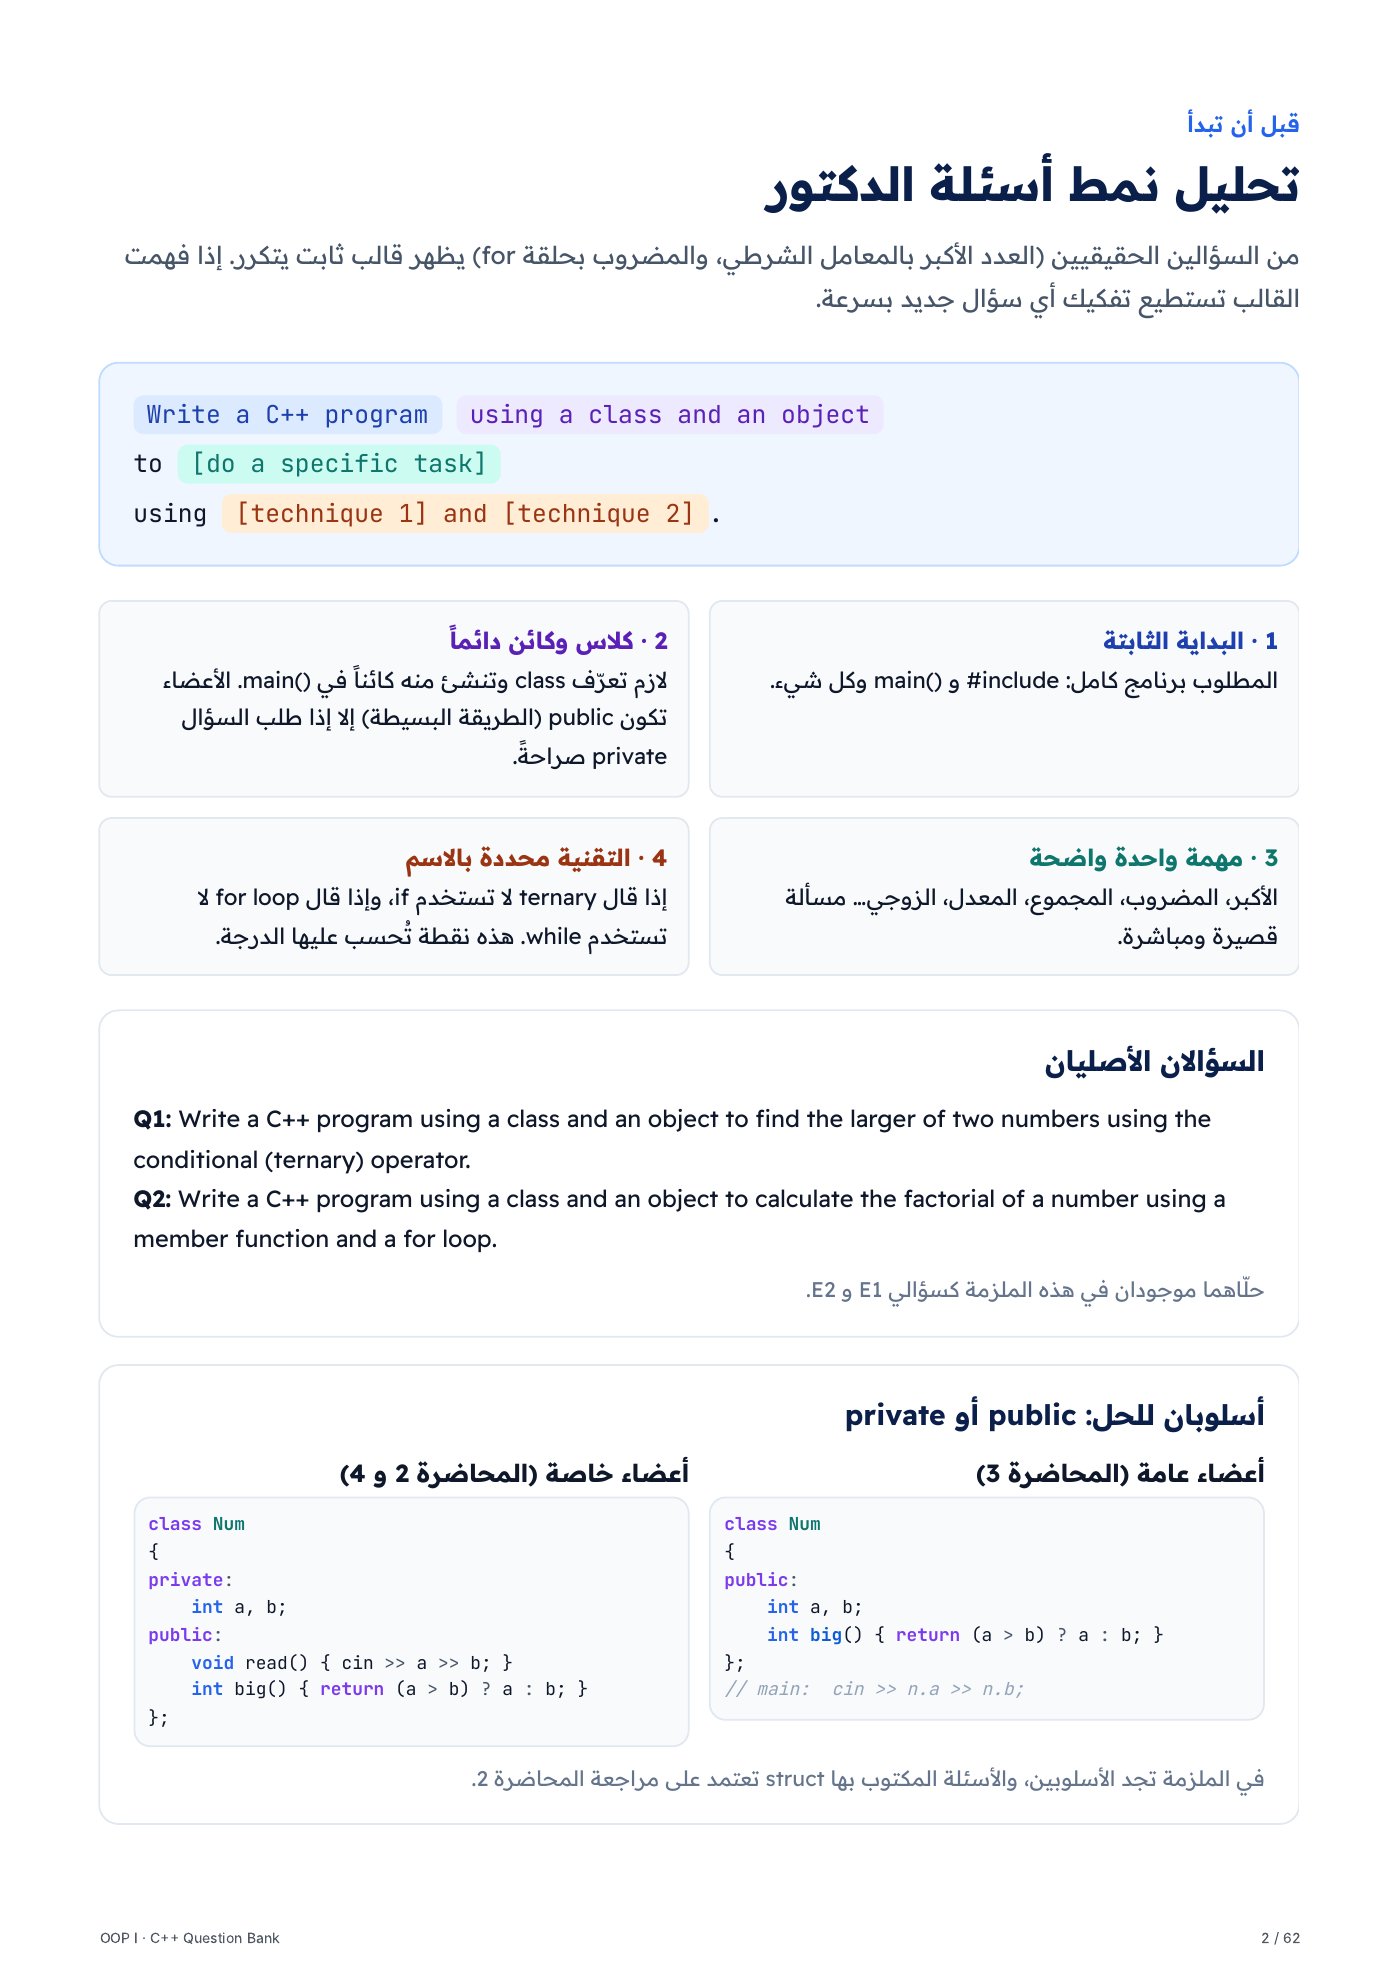 قبل أن تبدأ
تحليل نمط أسئلة الدكتور
من السؤالين الحقيقيين (العدد الأكبر بالمعامل الشرطي، والمضروب بحلقة for) يظهر قالب ثابت يتكرر. إذا فهمت
القالب تستطيع تفكيك أي سؤال جديد بسرعة.
Write a C++ program using a class and an object
to [do a specific task]
using [technique 1] and [technique 2].
1 · البداية الثابتة
المطلوب برنامج كامل: #include و main() وكل شيء.
2 · كلاس وكائن دائماً
لازم تعرّف class وتنشئ منه كائناً في main(). الأعضاء
تكون public (الطريقة البسيطة) إلا إذا طلب السؤال
private صراحةً.
3 · مهمة واحدة واضحة
الأكبر، المضروب، المجموع، المعدل، الزوجي... مسألة
قصيرة ومباشرة.
4 · التقنية محددة بالاسم
إذا قال ternary لا تستخدم if، وإذا قال for loop لا
تستخدم while. هذه نقطة تُحسب عليها الدرجة.
السؤالان الأصليان
Q1: Write a C++ program using a class and an object to find the larger of two numbers using the
conditional (ternary) operator.
Q2: Write a C++ program using a class and an object to calculate the factorial of a number using a
member function and a for loop.
حلّاهما موجودان في هذه الملزمة كسؤالي E1 و E2.
أسلوبان للحل: public أو private
أعضاء عامة (المحاضرة 3)
class Num
{
public:
    int a, b;
    int big() { return (a > b) ? a : b; }
};
// main:  cin >> n.a >> n.b;
أعضاء خاصة (المحاضرة 2 و 4)
class Num
{
private:
    int a, b;
public:
    void read() { cin >> a >> b; }
    int big() { return (a > b) ? a : b; }
};
في الملزمة تجد الأسلوبين، والأسئلة المكتوب بها struct تعتمد على مراجعة المحاضرة 2.
OOP I · C++ Question Bank
2 / 62